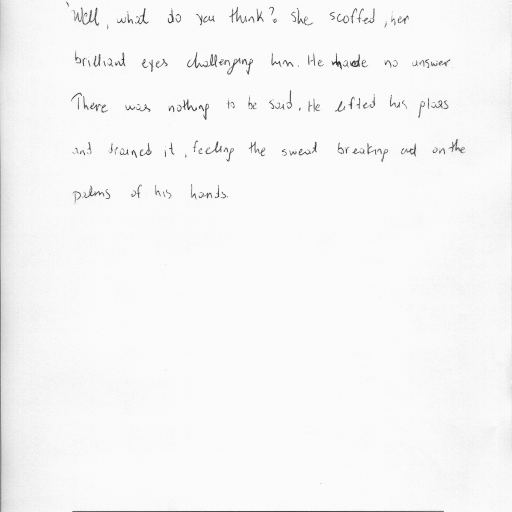 'Well, what do you think? She scoffed, her
brilliant eyes challenging him. He made no answer
There was nothing to be said. He lifted his glass
and drained it, feeling the sweat breaking out on the
palms of his hands.